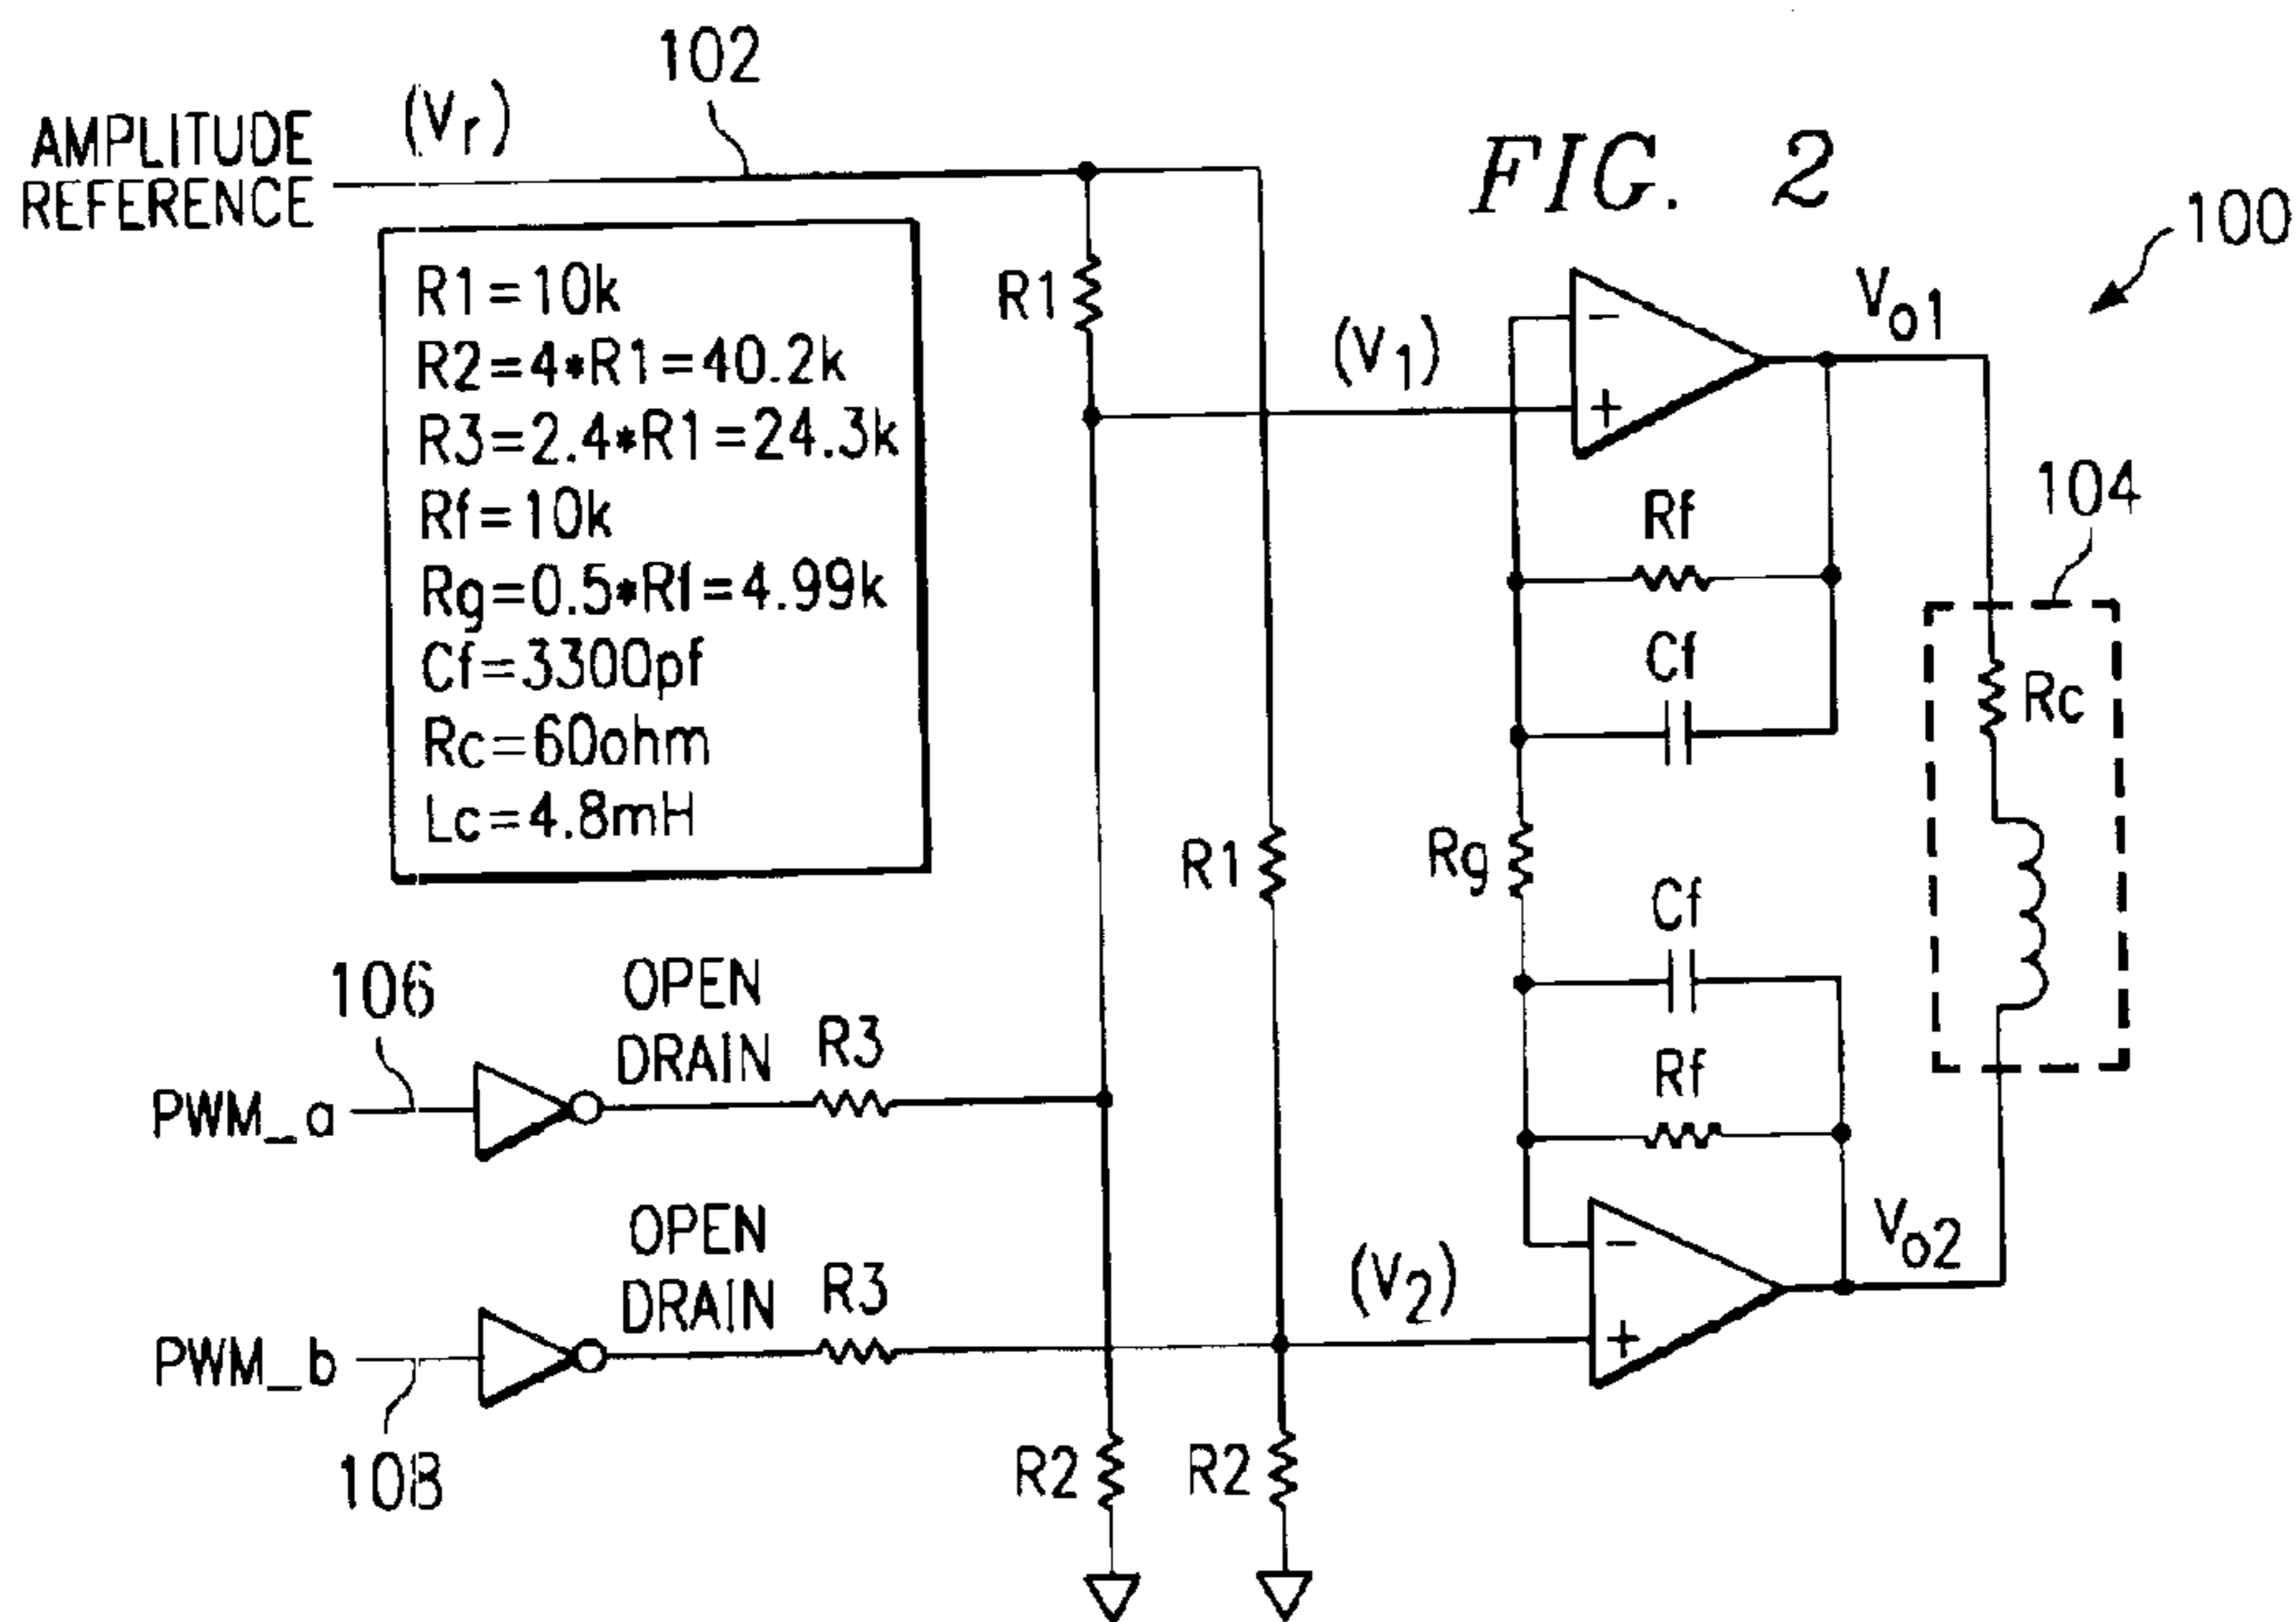 FIG. 2
100
102
AMPLITUDE
REFERENCE
(Vr)
R1=10k
R2=4*R1=40.2k
R3=2.4*R1=24.3k
Rf=10k
Rg=0.5*Rf=4.99k
Cf=3300pf
Rc=60ohm
Lc=4.8mH
R1
(V1)
−
+
Vo1
104
Rf
Cf
Rc
R1
Rg
Cf
Rf
106
OPEN
DRAIN
R3
PWM_a
OPEN
DRAIN
R3
PWM_b
108
(V2)
−
+
Vo2
R2
R2